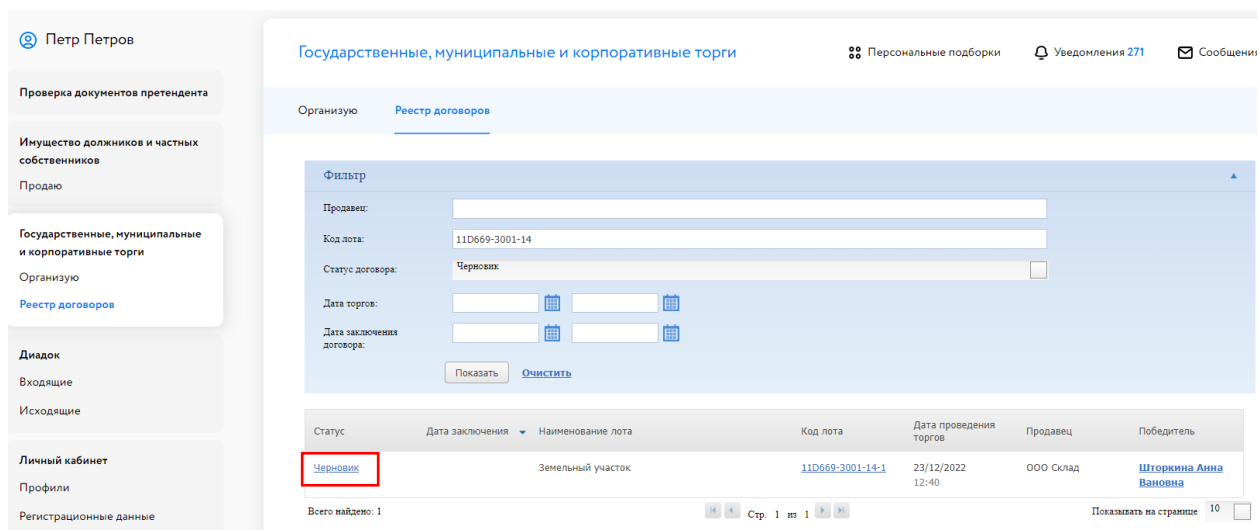 Петр Петров
Проверка документов претендента
Имущество должников и частных
собственников
Продаю
Государственные, муниципальные
и корпоративные торги
Организую
Реестр договоров
Диадок
Входящие
Исходящие
Личный кабинет
Профили
Регистрационные данные
Государственные, муниципальные и корпоративные торги
Персональные подборки
Уведомления 271
Сообщения
Организую Реестр договоров
Фильтр
Продавец:
Код лота: 11D669-3001-14
Статус договора: Черновик
Дата торгов:
Дата заключения
договора:
Показать Очистить
Статус Дата заключения Наименование лота Код лота Дата проведения торгов Продавец Победитель
Черновик Земельный участок 11D669-3001-14-1 23/12/2022 12:40 ООО Склад Шторкина Анна Вановна
Всего найдено: 1 Стр. 1 из 1 Показывать на странице 10